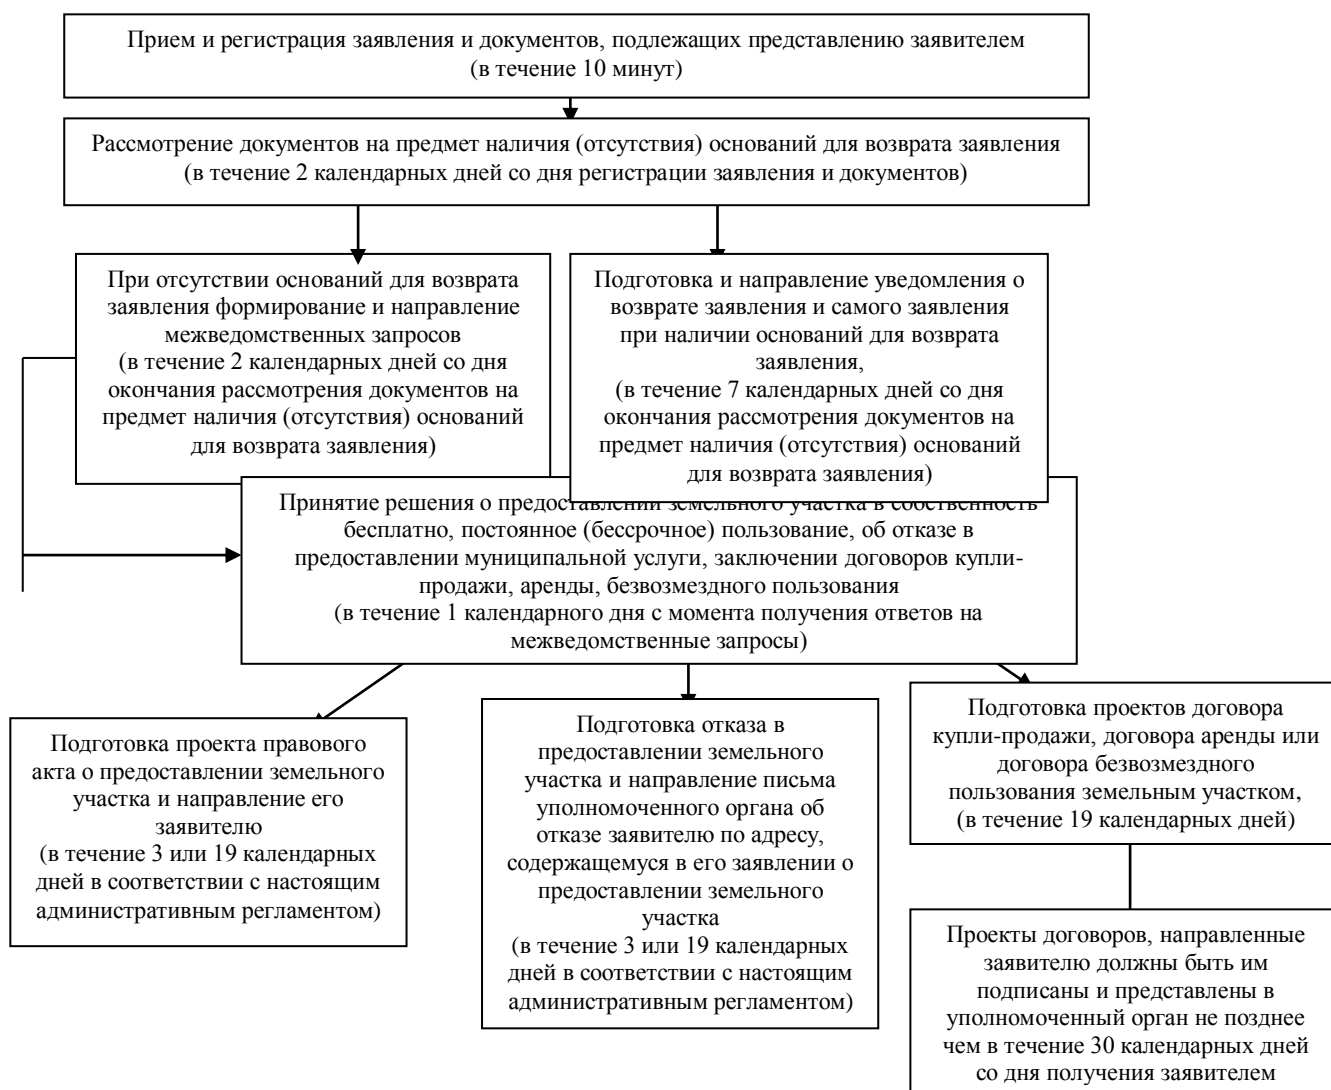 Прием и регистрация заявления и документов, подлежащих представлению заявителем
(в течение 10 минут)
Рассмотрение документов на предмет наличия (отсутствия) оснований для возврата заявления
(в течение 2 календарных дней со дня регистрации заявления и документов)
При отсутствии оснований для возврата
заявления формирование и направление
межведомственных запросов
(в течение 2 календарных дней со дня
окончания рассмотрения документов на
предмет наличия (отсутствия) оснований
для возврата заявления)
Подготовка и направление уведомления о
возврате заявления и самого заявления
при наличии оснований для возврата
заявления,
(в течение 7 календарных дней со дня
окончания рассмотрения документов на
предмет наличия (отсутствия) оснований
для возврата заявления)
Принятие решения о предоставлении земельного участка в собственность
бесплатно, постоянное (бессрочное) пользование, об отказе в
предоставлении муниципальной услуги, заключении договоров купли-
продажи, аренды, безвозмездного пользования
(в течение 1 календарного дня с момента получения ответов на
межведомственные запросы)
Подготовка проекта правового
акта о предоставлении земельного
участка и направление его
заявителю
(в течение 3 или 19 календарных
дней в соответствии с настоящим
административным регламентом)
Подготовка отказа в
предоставлении земельного
участка и направление письма
уполномоченного органа об
отказе заявителю по адресу,
содержащемуся в его заявлении о
предоставлении земельного
участка
(в течение 3 или 19 календарных
дней в соответствии с настоящим
административным регламентом)
Подготовка проектов договора
купли-продажи, договора аренды или
договора безвозмездного
пользования земельным участком,
(в течение 19 календарных дней)
Проекты договоров, направленные
заявителю должны быть им
подписаны и представлены в
уполномоченный орган не позднее
чем в течение 30 календарных дней
со дня получения заявителем